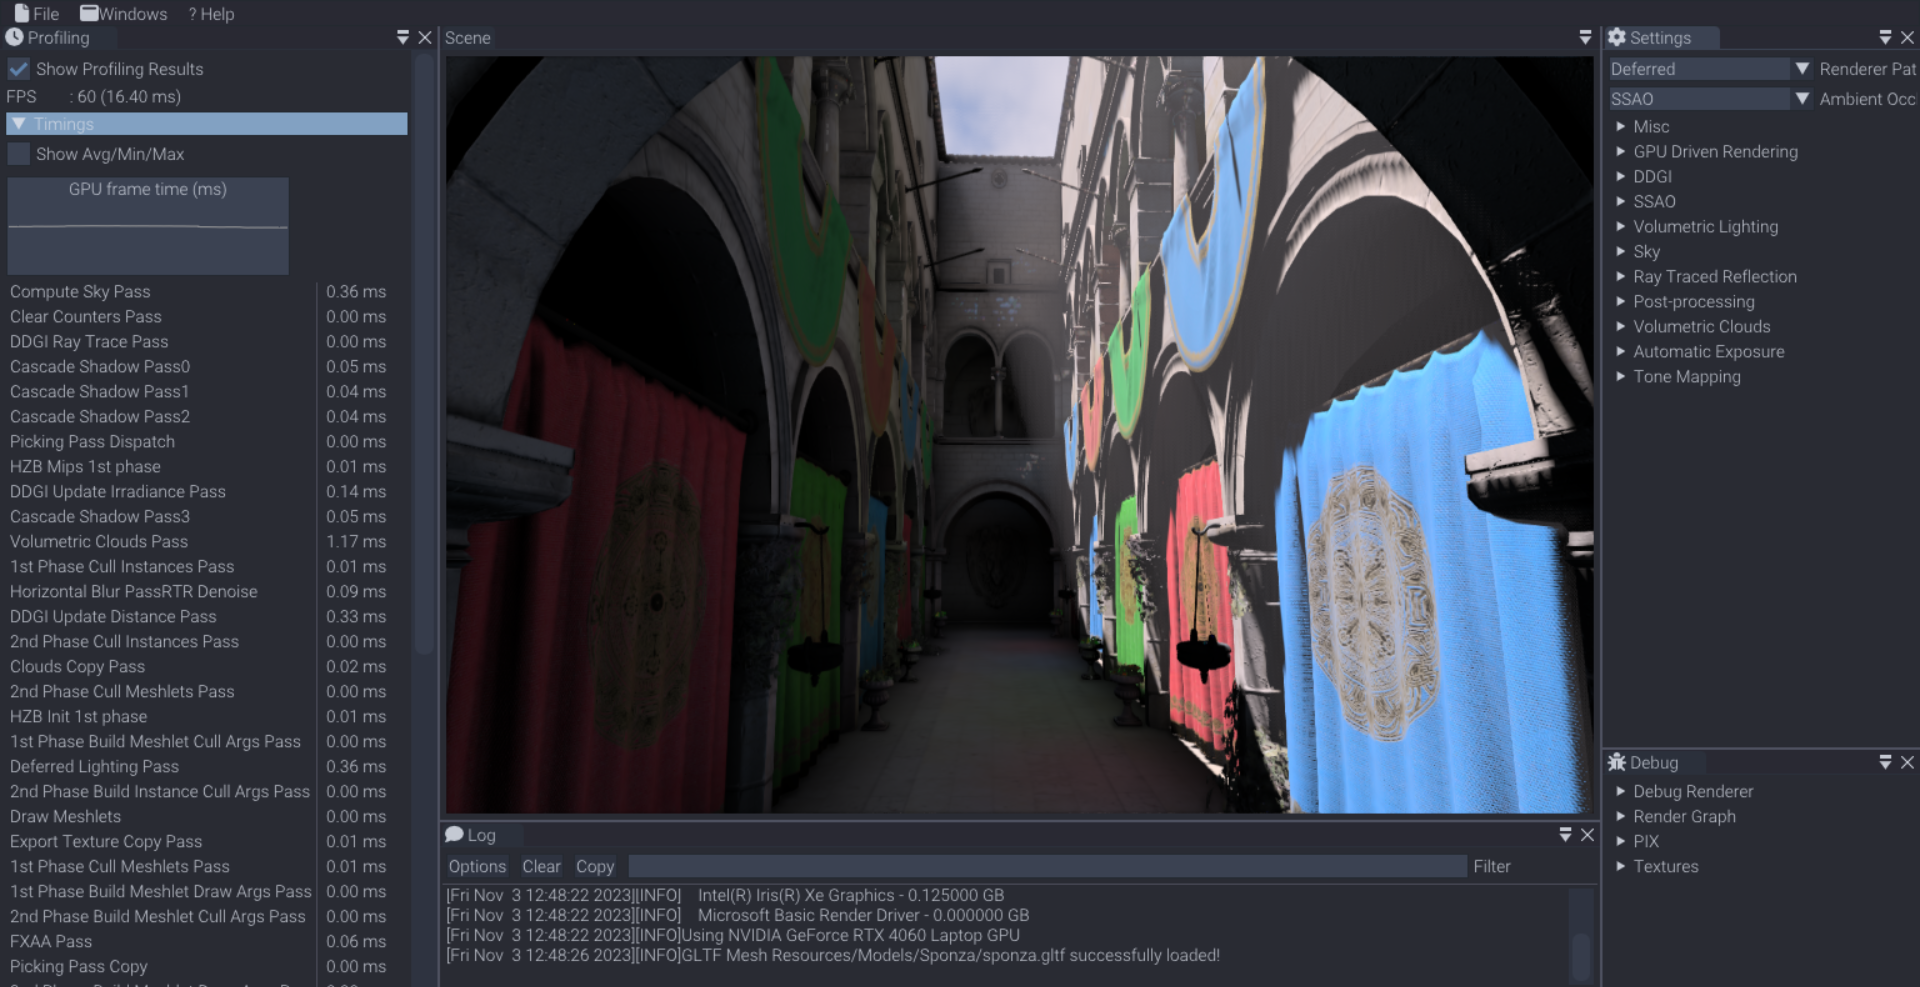 File Windows ? Help
Profiling
Show Profiling Results
FPS : 60 (16.40 ms)
Timings
Show Avg/Min/Max
GPU frame time (ms)
Compute Sky Pass 0.36 ms
Clear Counters Pass 0.00 ms
DDGI Ray Trace Pass 0.00 ms
Cascade Shadow Pass0 0.05 ms
Cascade Shadow Pass1 0.04 ms
Cascade Shadow Pass2 0.04 ms
Picking Pass Dispatch 0.00 ms
HZB Mips 1st phase 0.01 ms
DDGI Update Irradiance Pass 0.14 ms
Cascade Shadow Pass3 0.05 ms
Volumetric Clouds Pass 1.17 ms
1st Phase Cull Instances Pass 0.01 ms
Horizontal Blur PassRTR Denoise 0.09 ms
DDGI Update Distance Pass 0.33 ms
2nd Phase Cull Instances Pass 0.00 ms
Clouds Copy Pass 0.02 ms
2nd Phase Cull Meshlets Pass 0.00 ms
HZB Init 1st phase 0.01 ms
1st Phase Build Meshlet Cull Args Pass 0.00 ms
Deferred Lighting Pass 0.36 ms
2nd Phase Build Instance Cull Args Pass 0.00 ms
Draw Meshlets 0.00 ms
Export Texture Copy Pass 0.01 ms
1st Phase Cull Meshlets Pass 0.01 ms
1st Phase Build Meshlet Draw Args Pass 0.00 ms
2nd Phase Build Meshlet Cull Args Pass 0.00 ms
FXAA Pass 0.06 ms
Picking Pass Copy 0.00 ms
Scene
Log
Options Clear Copy Filter
[Fri Nov 3 12:48:22 2023][INFO] Intel(R) Iris(R) Xe Graphics - 0.125000 GB
[Fri Nov 3 12:48:22 2023][INFO] Microsoft Basic Render Driver - 0.000000 GB
[Fri Nov 3 12:48:22 2023][INFO]Using NVIDIA GeForce RTX 4060 Laptop GPU
[Fri Nov 3 12:48:26 2023][INFO]GLTF Mesh Resources/Models/Sponza/sponza.gltf successfully loaded!
Settings
Deferred Renderer Pat
SSAO Ambient Occ
Misc
GPU Driven Rendering
DDGI
SSAO
Volumetric Lighting
Sky
Ray Traced Reflection
Post-processing
Volumetric Clouds
Automatic Exposure
Tone Mapping
Debug
Debug Renderer
Render Graph
PIX
Textures